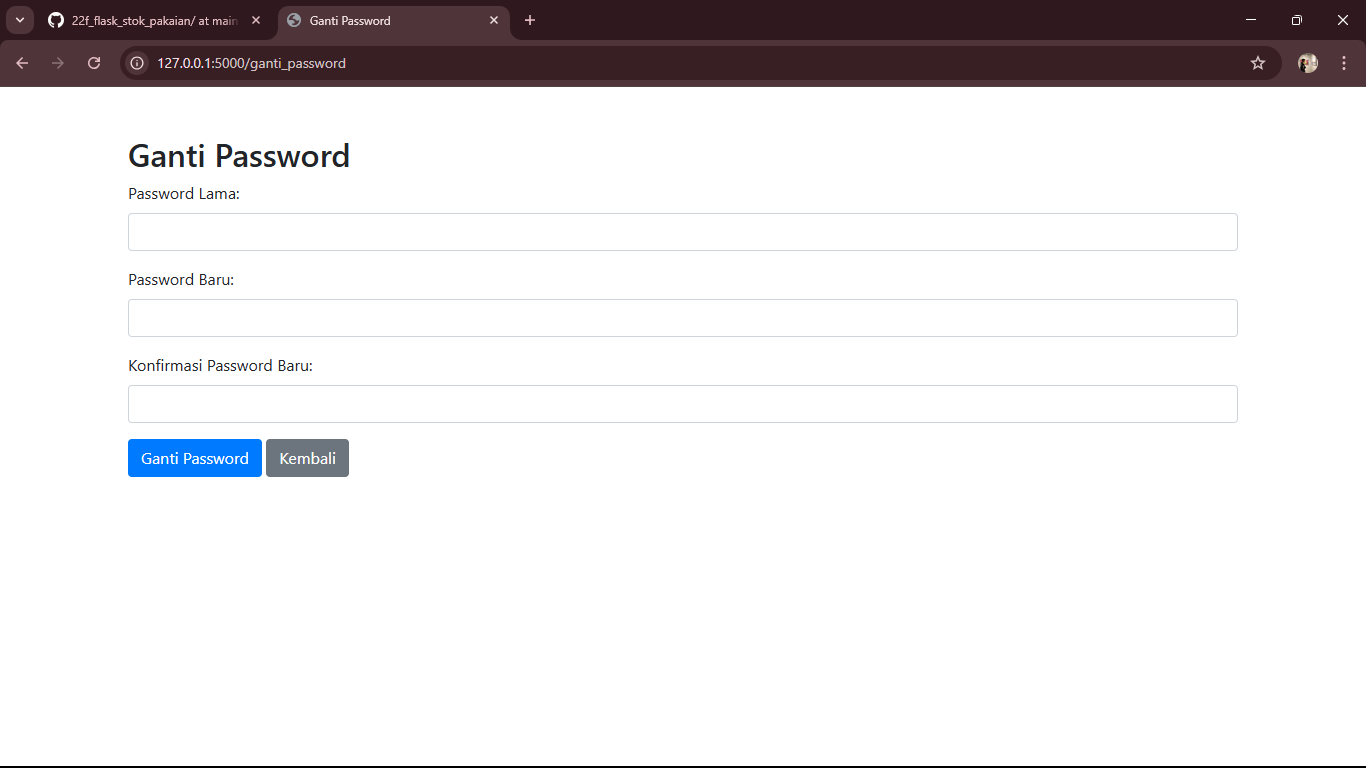 22f_flask_stok_pakaian/ at main
Ganti Password
127.0.0.1:5000/ganti_password
Ganti Password
Password Lama:
Password Baru:
Konfirmasi Password Baru:
Ganti Password Kembali